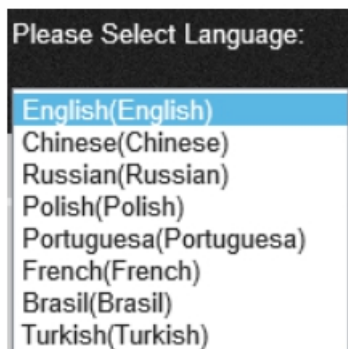 Please Select Language:
English(English)
Chinese(Chinese)
Russian(Russian)
Polish(Polish)
Portuguesa(Portuguesa)
French(French)
Brasil(Brasil)
Turkish(Turkish)